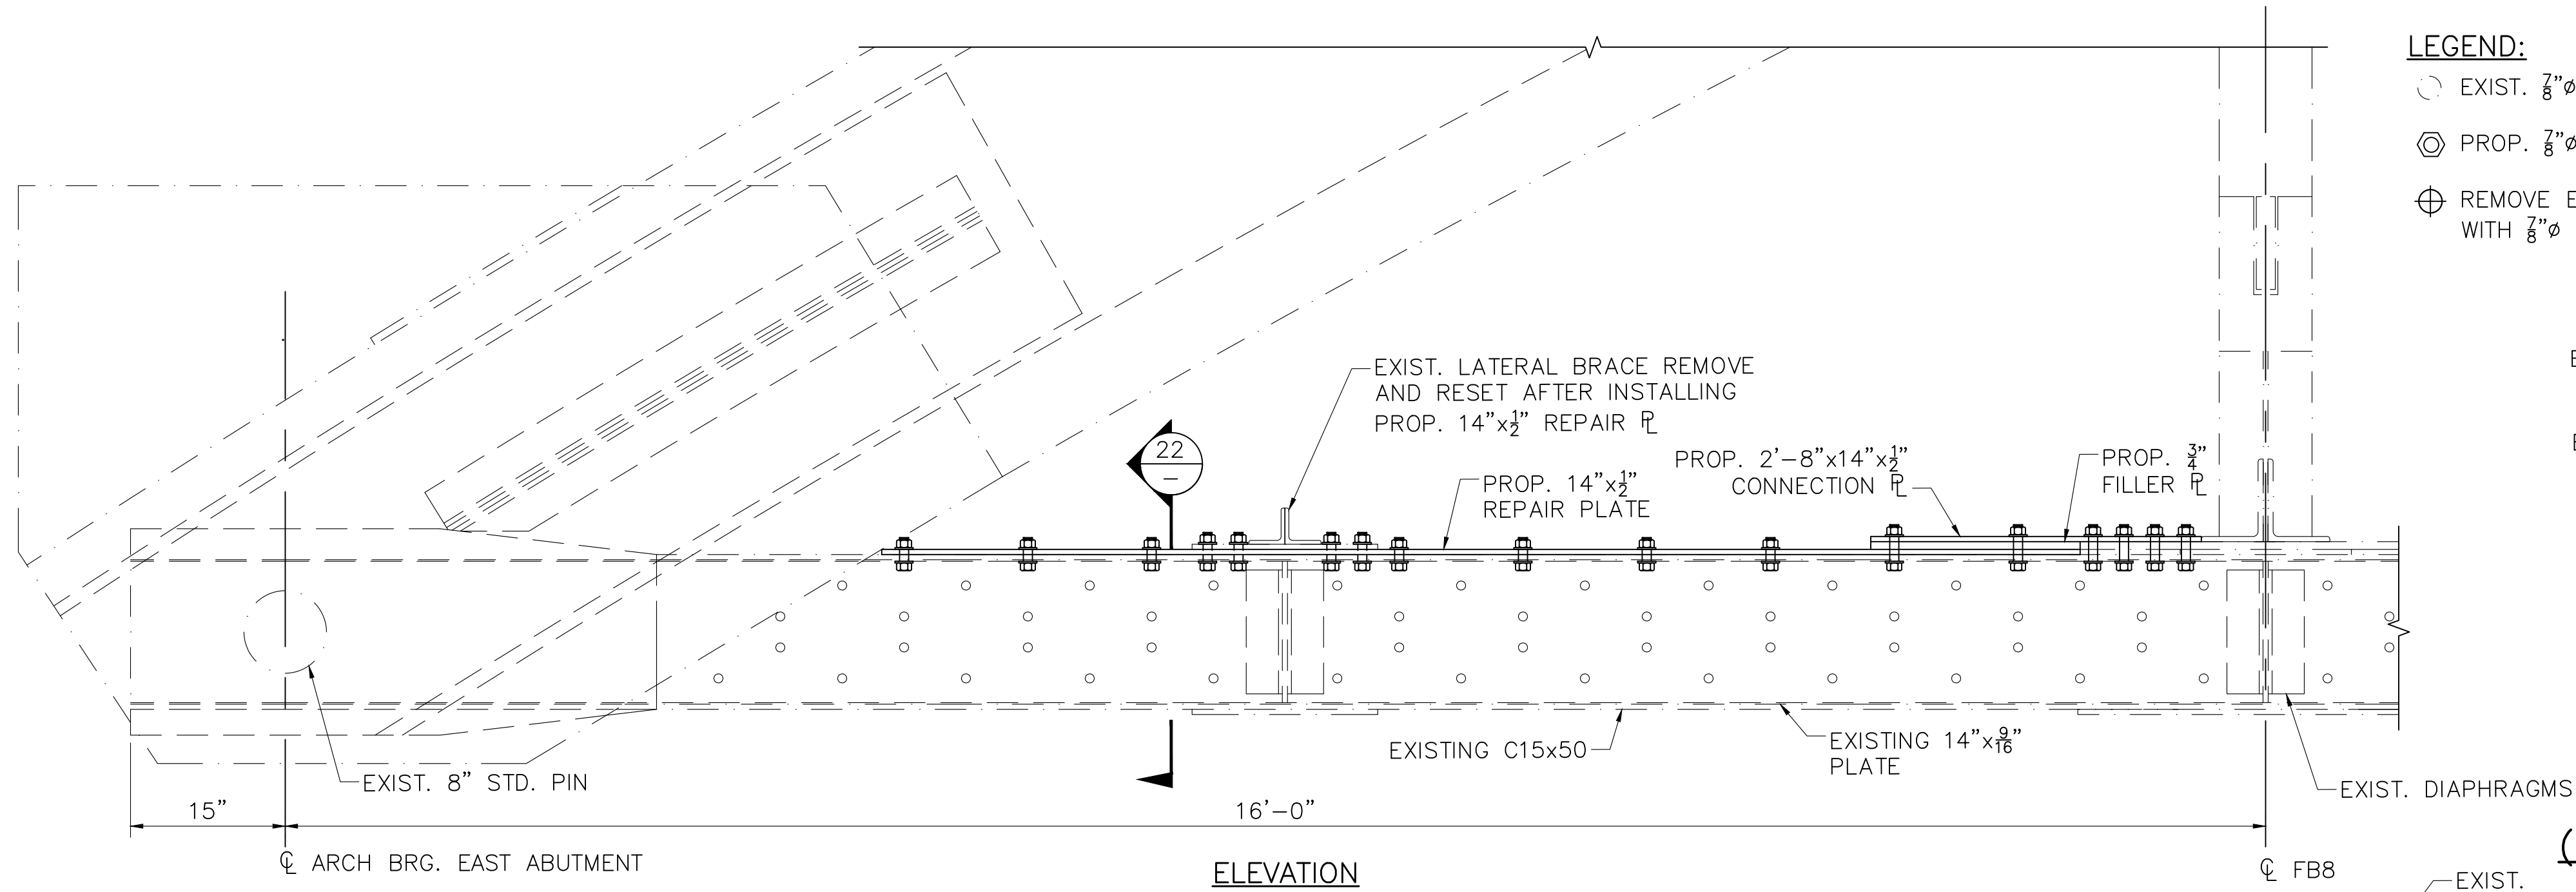 LEGEND:
EXIST. 7/8"ø
PROP. 7/8"ø
REMOVE E
WITH 7/8"ø
EXIST. LATERAL BRACE REMOVE
AND RESET AFTER INSTALLING
PROP. 14"x1/2" REPAIR ⅊
22
-
PROP. 14"x1/2"
REPAIR PLATE
PROP. 2'-8"x14"x1/2"
CONNECTION ⅊
PROP. 3/4"
FILLER ⅊
EXISTING C15x50
EXISTING 14"x9/16"
PLATE
EXIST. 8" STD. PIN
EXIST. DIAPHRAGMS
15"
16'-0"
℄ ARCH BRG. EAST ABUTMENT
ELEVATION
℄ FB8
(
EXIST.